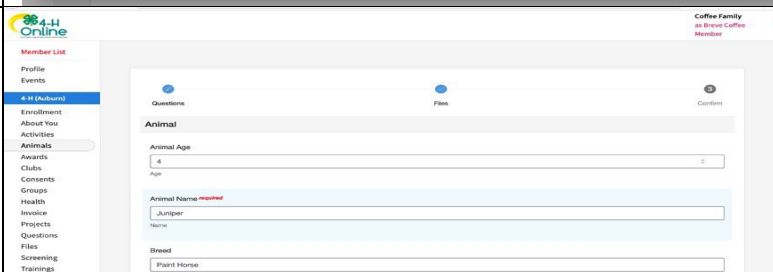 4-H
Online
Coffee Family
as Breve Coffee
Member
Member List
Profile
Events
4-H (Auburn)
Enrollment
About You
Activities
Animals
Awards
Clubs
Consents
Groups
Health
Invoice
Projects
Questions
Files
Screening
Trainings
Questions
Files
3
Confirm
Animal
Animal Age
4
Age
Animal Name required
Juniper
Name
Breed
Paint Horse